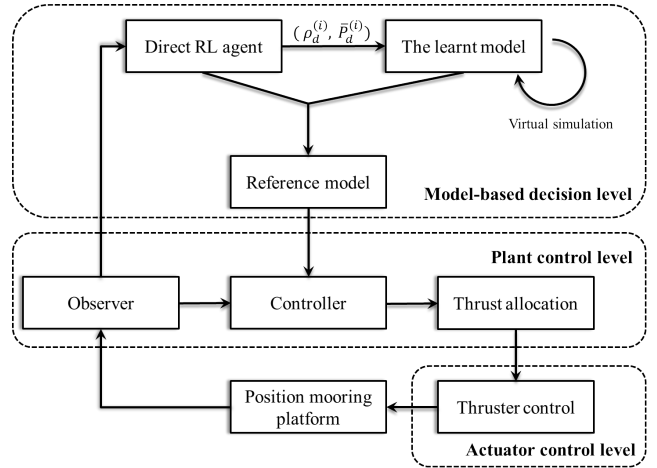 Direct RL agent
( ρ_d^(i), P̄_d^(i))
The learnt model
Virtual simulation
Reference model
Model-based decision level
Plant control level
Observer
Controller
Thrust allocation
Position mooring
platform
Thruster control
Actuator control level